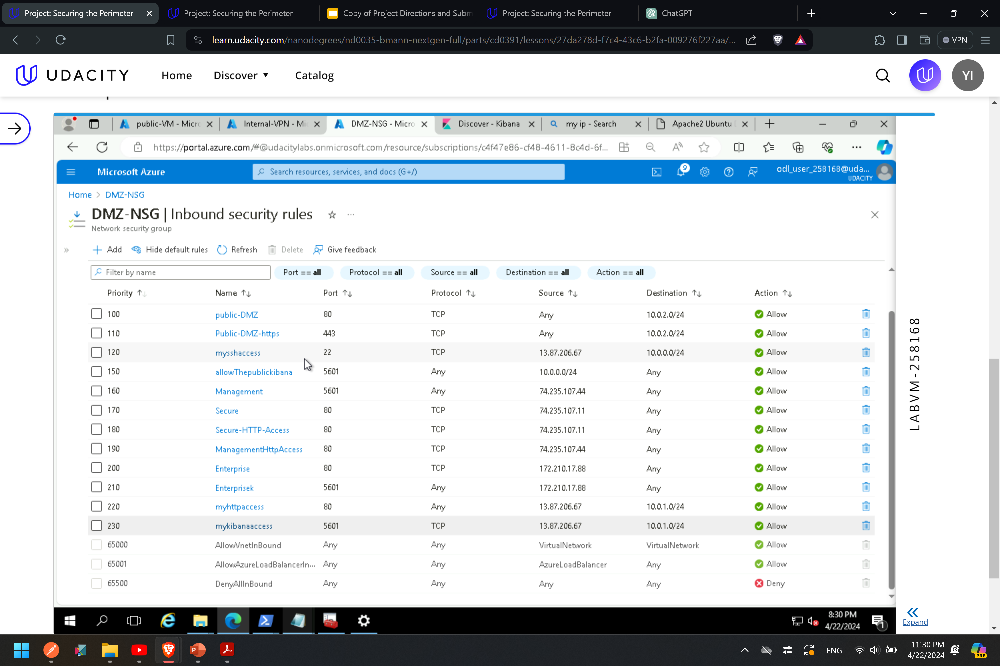 Project: Securing the Perimeter
Project: Securing the Perimeter
Copy of Project Directions and Subm
Project: Securing the Perimeter
ChatGPT
learn.udacity.com/nanodegrees/nd0035-bmann-nextgen-full/parts/cd0391/lessons/27da278d-f7c4-43c6-b2fa-009276f227aa/...
VPN
UDACITY
Home
Discover
Catalog
YI
public-VM - Micro
Internal-VPN - Mi
DMZ-NSG - Micro
Discover - Kibana
my ip - Search
Apache2 Ubuntu
https://portal.azure.com/#@udacitylabs.onmicrosoft.com/resource/subscriptions/c4f47e86-cf48-4611-8c4d-6f...
Microsoft Azure
Search resources, services, and docs (G+/)
9
odl_user_258168@uda...
UDACITY
Home > DMZ-NSG
DMZ-NSG | Inbound security rules
Network security group
Add Hide default rules Refresh Delete Give feedback
Filter by name Port == all Protocol == all Source == all Destination == all Action == all
Priority Name Port Protocol Source Destination Action
100 public-DMZ 80 TCP Any 10.0.2.0/24 Allow
110 Public-DMZ-https 443 TCP Any 10.0.2.0/24 Allow
120 mysshaccess 22 TCP 13.87.206.67 10.0.0.0/24 Allow
150 allowThepublickibana 5601 Any 10.0.0.0/24 Any Allow
160 Management 5601 Any 74.235.107.44 Any Allow
170 Secure 80 TCP 74.235.107.11 Any Allow
180 Secure-HTTP-Access 80 TCP 74.235.107.11 Any Allow
190 ManagementHttpAccess 80 TCP 74.235.107.44 Any Allow
200 Enterprise 80 TCP 172.210.17.88 Any Allow
210 Enterprisek 5601 Any 172.210.17.88 Any Allow
220 myhttpaccess 80 Any 13.87.206.67 10.0.1.0/24 Allow
230 mykibanaaccess 5601 TCP 13.87.206.67 10.0.1.0/24 Allow
65000 AllowVnetInBound Any Any VirtualNetwork VirtualNetwork Allow
65001 AllowAzureLoadBalancerIn... Any Any AzureLoadBalancer Any Allow
65500 DenyAllInBound Any Any Any Any Deny
LABVM-258168
Expand
8:30 PM
4/22/2024
1
ENG
11:30 PM
4/22/2024
PRE